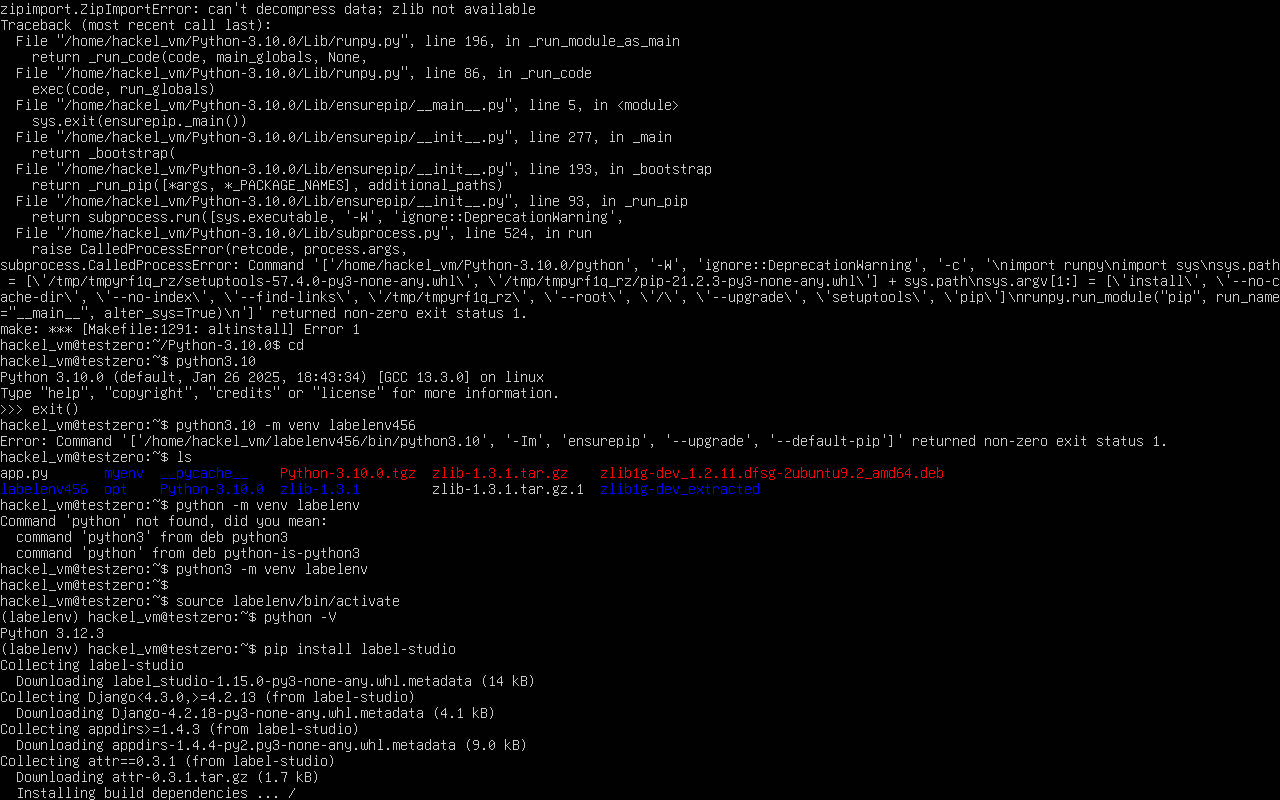 zipimport.ZipImportError: can't decompress data; zlib not available
Traceback (most recent call last):
  File "/home/hackel_vm/Python-3.10.0/Lib/runpy.py", line 196, in _run_module_as_main
    return _run_code(code, main_globals, None,
  File "/home/hackel_vm/Python-3.10.0/Lib/runpy.py", line 86, in _run_code
    exec(code, run_globals)
  File "/home/hackel_vm/Python-3.10.0/Lib/ensurepip/__main__.py", line 5, in <module>
    sys.exit(ensurepip._main())
  File "/home/hackel_vm/Python-3.10.0/Lib/ensurepip/__init__.py", line 277, in _main
    return _bootstrap(
  File "/home/hackel_vm/Python-3.10.0/Lib/ensurepip/__init__.py", line 193, in _bootstrap
    return _run_pip([*args, *_PACKAGE_NAMES], additional_paths)
  File "/home/hackel_vm/Python-3.10.0/Lib/ensurepip/__init__.py", line 93, in _run_pip
    return subprocess.run([sys.executable, '-W', 'ignore::DeprecationWarning',
  File "/home/hackel_vm/Python-3.10.0/Lib/subprocess.py", line 524, in run
    raise CalledProcessError(retcode, process.args,
subprocess.CalledProcessError: Command '['/home/hackel_vm/Python-3.10.0/python', '-W', 'ignore::DeprecationWarning', '-c', '\nimport runpy\nimport sys\nsys.path
 = [\'/tmp/tmpyrf1q_rz/setuptools-57.4.0-py3-none-any.whl\', \'/tmp/tmpyrf1q_rz/pip-21.2.3-py3-none-any.whl\'] + sys.path\nsys.argv[1:] = [\'install\', \'--no-c
ache-dir\', \'--no-index\', \'--find-links\', \'/tmp/tmpyrf1q_rz\', \'--root\', \'/\', \'--upgrade\', \'setuptools\', \'pip\']\nrunpy.run_module("pip", run_name
="__main__", alter_sys=True)\n']' returned non-zero exit status 1.
make: *** [Makefile:1291: altinstall] Error 1
hackel_vm@testzero:~/Python-3.10.0$ cd
hackel_vm@testzero:~$ python3.10
Python 3.10.0 (default, Jan 26 2025, 18:43:34) [GCC 13.3.0] on linux
Type "help", "copyright", "credits" or "license" for more information.
>>> exit()
hackel_vm@testzero:~$ python3.10 -m venv labelenv456
Error: Command '['/home/hackel_vm/labelenv456/bin/python3.10', '-Im', 'ensurepip', '--upgrade', '--default-pip']' returned non-zero exit status 1.
hackel_vm@testzero:~$ ls
app.py       myenv  __pycache__    Python-3.10.0.tgz  zlib-1.3.1.tar.gz    zlib1g-dev_1.2.11.dfsg-2ubuntu9.2_amd64.deb
labelenv456  opt    Python-3.10.0  zlib-1.3.1         zlib-1.3.1.tar.gz.1  zlib1g-dev_extracted
hackel_vm@testzero:~$ python -m venv labelenv
Command 'python' not found, did you mean:
  command 'python3' from deb python3
  command 'python' from deb python-is-python3
hackel_vm@testzero:~$ python3 -m venv labelenv
hackel_vm@testzero:~$
hackel_vm@testzero:~$ source labelenv/bin/activate
(labelenv) hackel_vm@testzero:~$ python -V
Python 3.12.3
(labelenv) hackel_vm@testzero:~$ pip install label-studio
Collecting label-studio
  Downloading label_studio-1.15.0-py3-none-any.whl.metadata (14 kB)
Collecting Django<4.3.0,>=4.2.13 (from label-studio)
  Downloading Django-4.2.18-py3-none-any.whl.metadata (4.1 kB)
Collecting appdirs>=1.4.3 (from label-studio)
  Downloading appdirs-1.4.4-py2.py3-none-any.whl.metadata (9.0 kB)
Collecting attr==0.3.1 (from label-studio)
  Downloading attr-0.3.1.tar.gz (1.7 kB)
  Installing build dependencies ... /